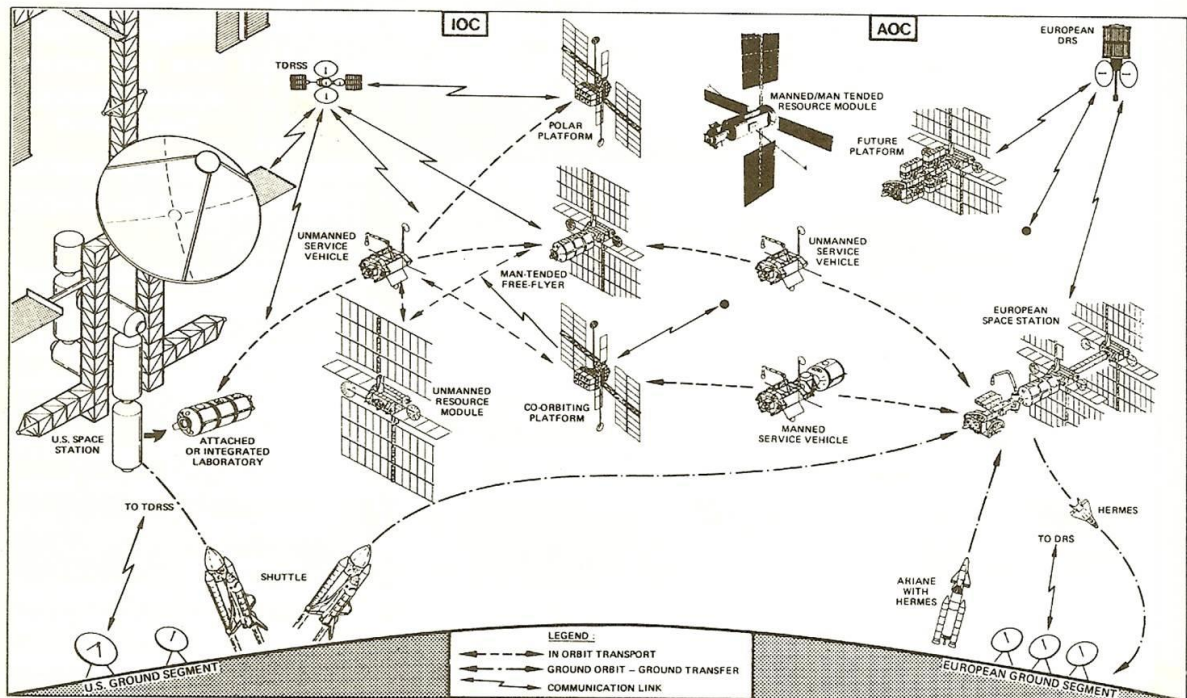 IOC
AOC
EUROPEAN
DRS
TDRSS
POLAR
PLATFORM
MANNED/MAN TENDED
RESOURCE MODULE
FUTURE
PLATFORM
UNMANNED
SERVICE
VEHICLE
MAN-TENDED
FREE-FLYER
UNMANNED
SERVICE
VEHICLE
EUROPEAN
SPACE STATION
UNMANNED
RESOURCE
MODULE
CO-ORBITING
PLATFORM
MANNED
SERVICE VEHICLE
U.S. SPACE
STATION
ATTACHED
OR INTEGRATED
LABORATORY
TO TDRSS
SHUTTLE
HERMES
TO DRS
ARIANE
WITH
HERMES
U.S. GROUND SEGMENT
LEGEND :
IN ORBIT TRANSPORT
GROUND ORBIT – GROUND TRANSFER
COMMUNICATION LINK
EUROPEAN GROUND SEGMENT